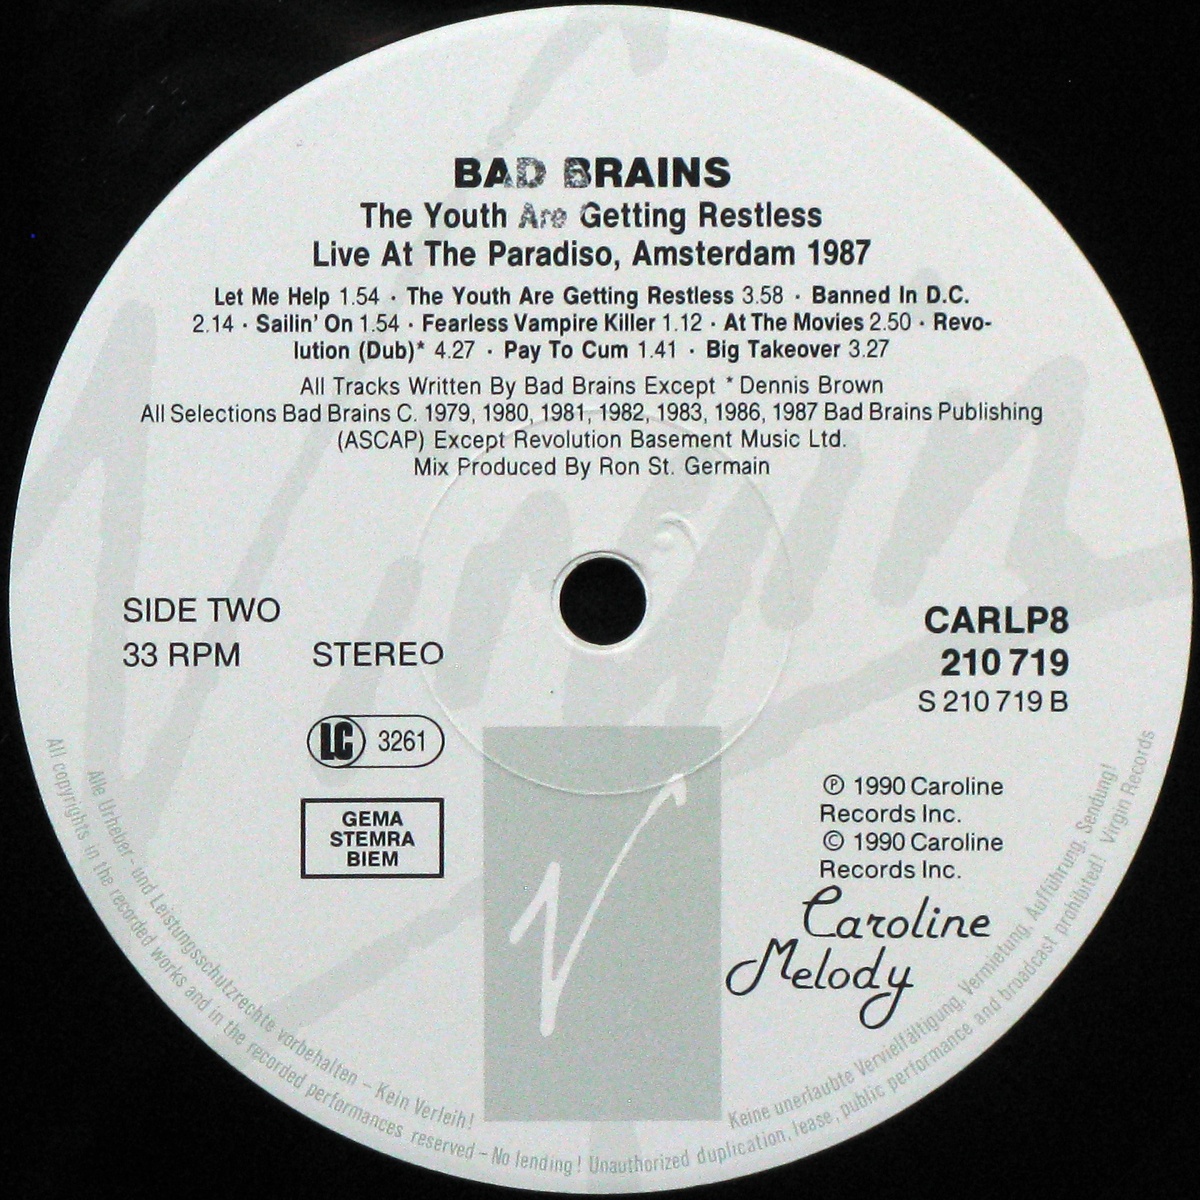 BAD BRAINS
The Youth Are Getting Restless
Live At The Paradiso, Amsterdam 1987
Let Me Help 1.54 · The Youth Are Getting Restless 3.58 · Banned In D.C.
2.14 · Sailin' On 1.54 · Fearless Vampire Killer 1.12 · At The Movies 2.50 · Revo-
lution (Dub)* 4.27 · Pay To Cum 1.41 · Big Takeover 3.27
All Tracks Written By Bad Brains Except * Dennis Brown
All Selections Bad Brains C. 1979, 1980, 1981, 1982, 1983, 1986, 1987 Bad Brains Publishing
(ASCAP) Except Revolution Basement Music Ltd.
Mix Produced By Ron St. Germain
Virgin
SIDE TWO
33 RPM STEREO
LC 3261
GEMA
STEMRA
BIEM
CARLP8
210 719
S 210 719 B
℗ 1990 Caroline
Records Inc.
© 1990 Caroline
Records Inc.
Caroline
Melody
V
Alle Urheber- und Leistungsschutzrechte vorbehalten – Kein Verleih! Keine unerlaubte Vervielfältigung, Vermietung, Aufführung, Sendung!
All copyrights in the recorded works and in the recorded performances reserved – No lending! Unauthorized duplication, lease, public performance and broadcast prohibited! Virgin Records